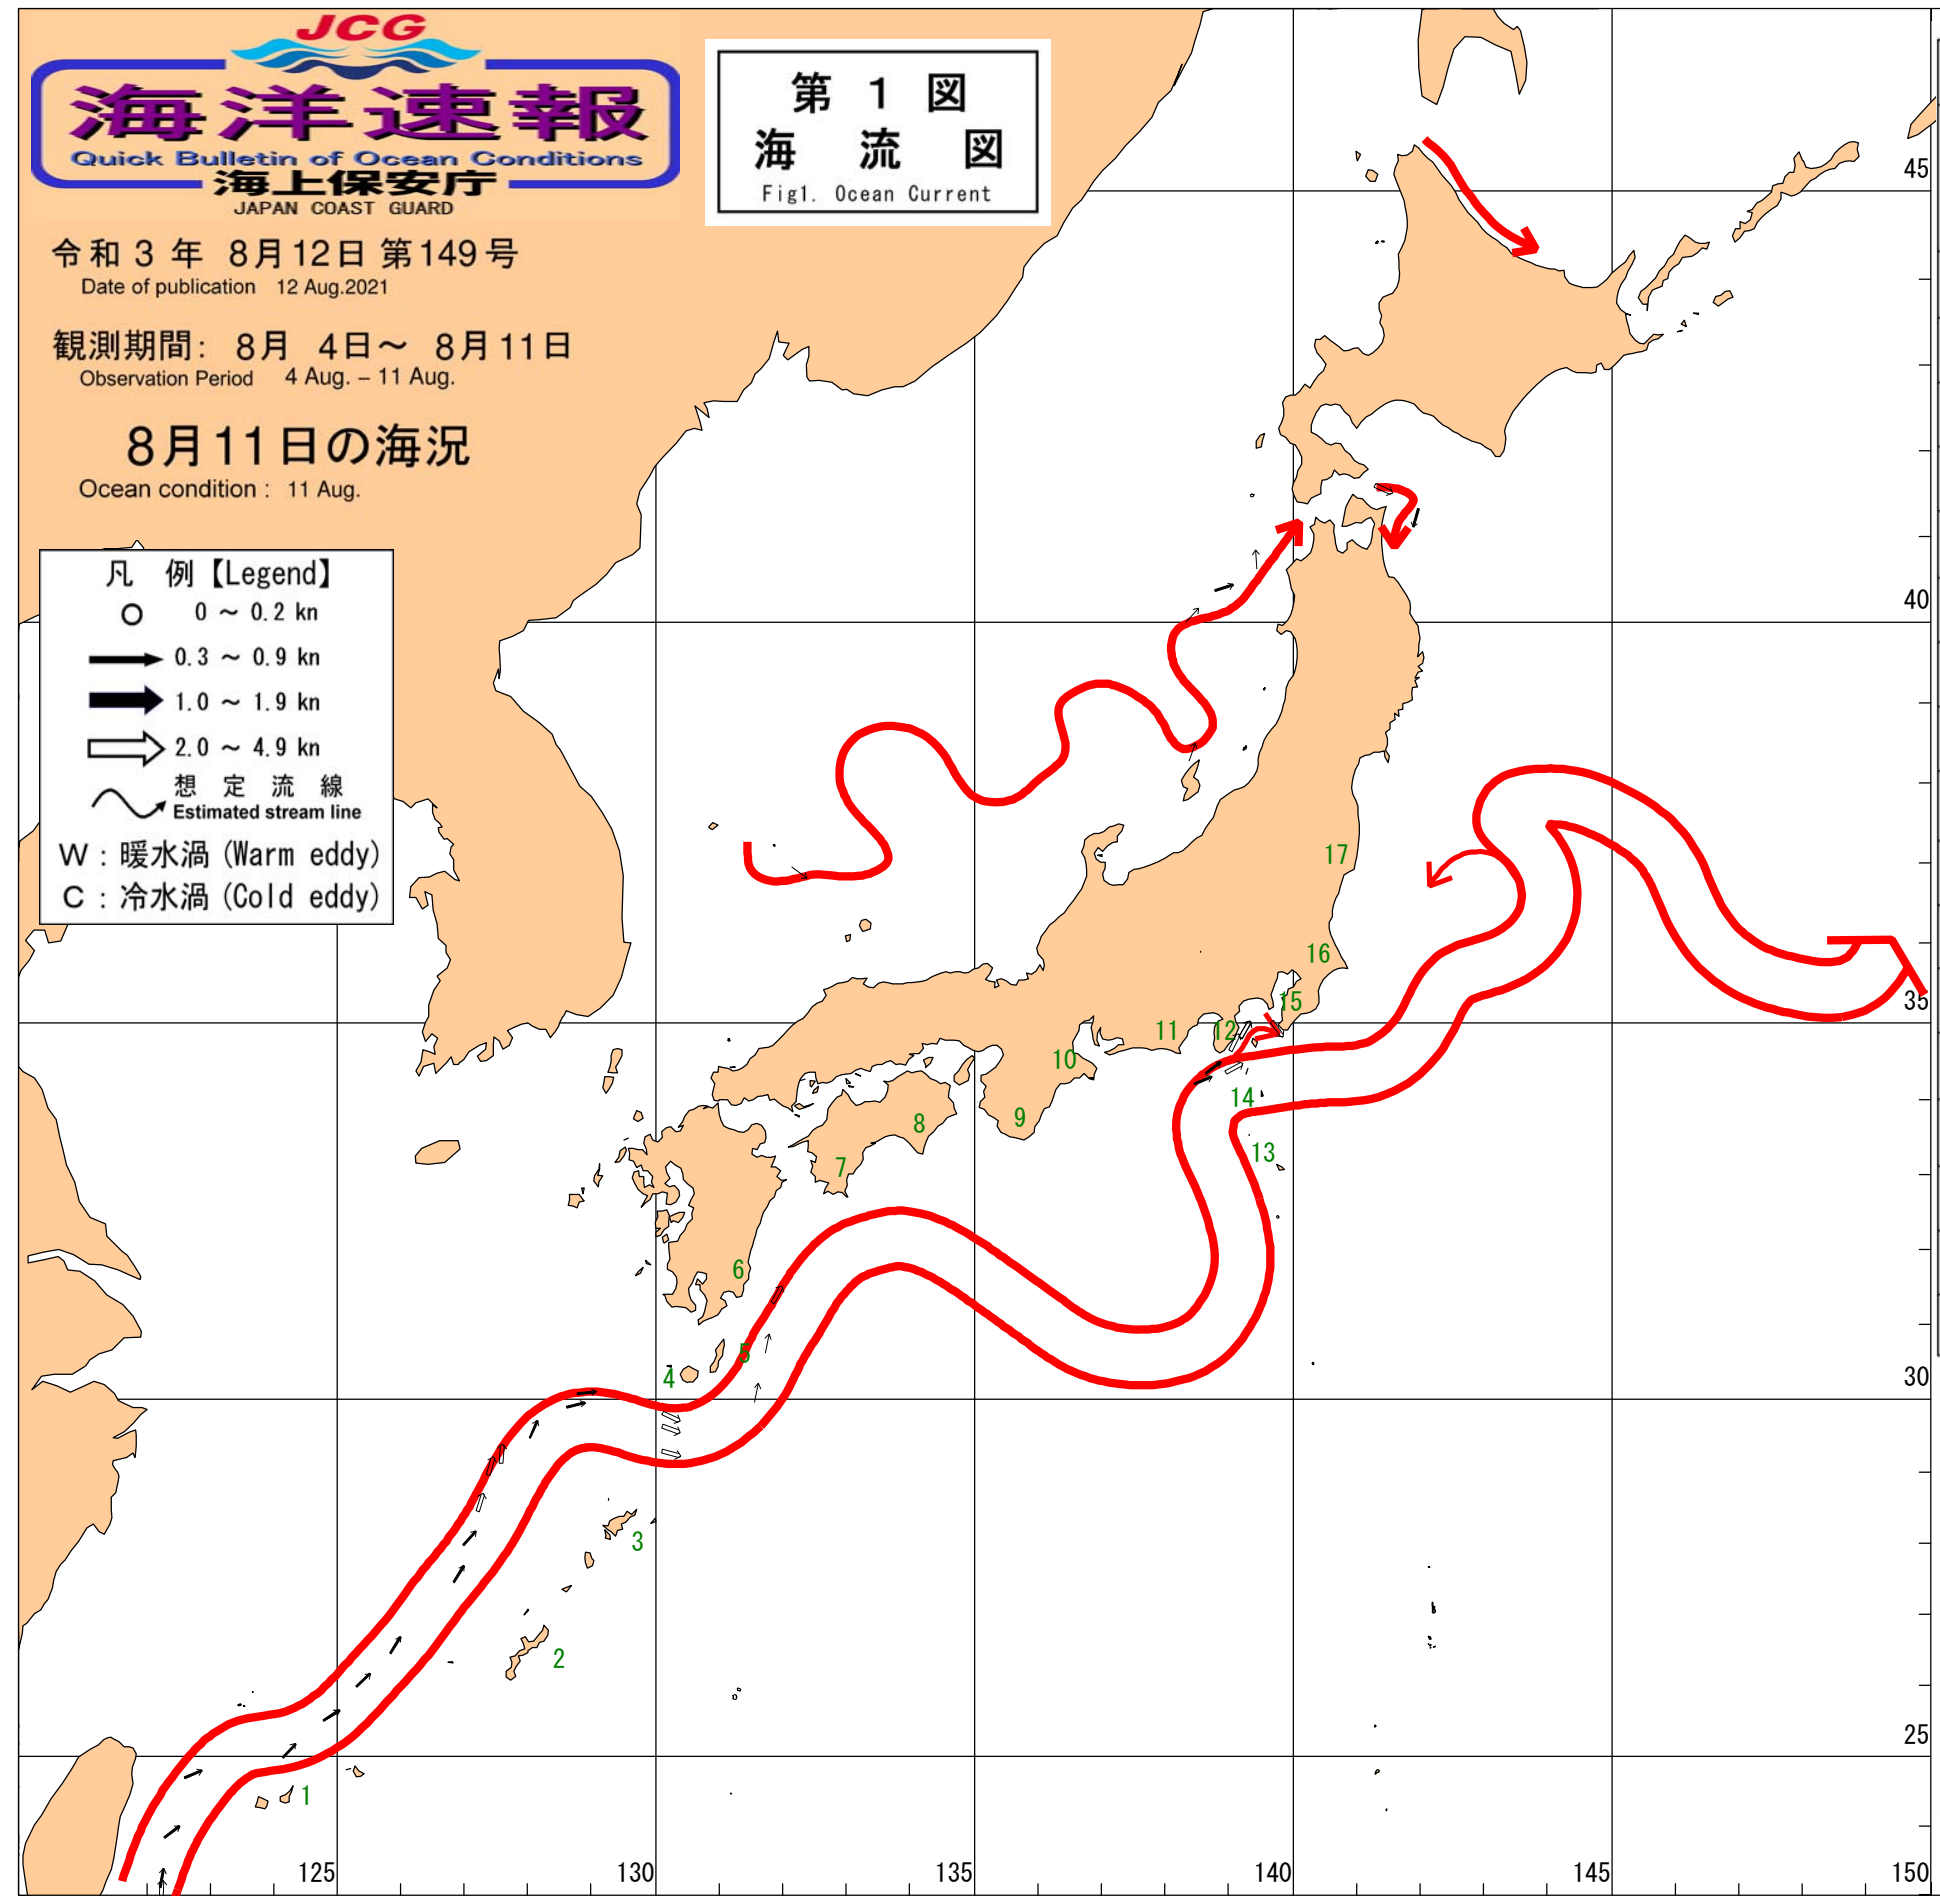 JCG
海洋速報
Quick Bulletin of Ocean Conditions
海上保安庁
JAPAN COAST GUARD
第 1 図
海 流 図
Fig1. Ocean Current
令和 3 年 8月12日 第149号
Date of publication 12 Aug.2021
観測期間: 8月 4日～ 8月11日
Observation Period 4 Aug. – 11 Aug.
8月11日の海況
Ocean condition : 11 Aug.
凡 例【Legend】
0 ～ 0.2 kn
0.3 ～ 0.9 kn
1.0 ～ 1.9 kn
2.0 ～ 4.9 kn
想 定 流 線
Estimated stream line
W : 暖水渦 (Warm eddy)
C : 冷水渦 (Cold eddy)
45
40
17
16
35
15
12
11
10
14
9
8
13
7
6
5
4
30
3
2
25
1
125
130
135
140
145
150